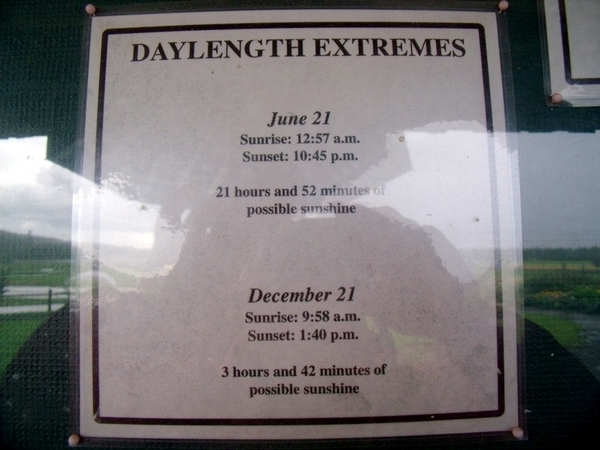 DAYLENGTH EXTREMES
June 21
Sunrise: 12:57 a.m.
Sunset: 10:45 p.m.
21 hours and 52 minutes of
possible sunshine
December 21
Sunrise: 9:58 a.m.
Sunset: 1:40 p.m.
3 hours and 42 minutes of
possible sunshine